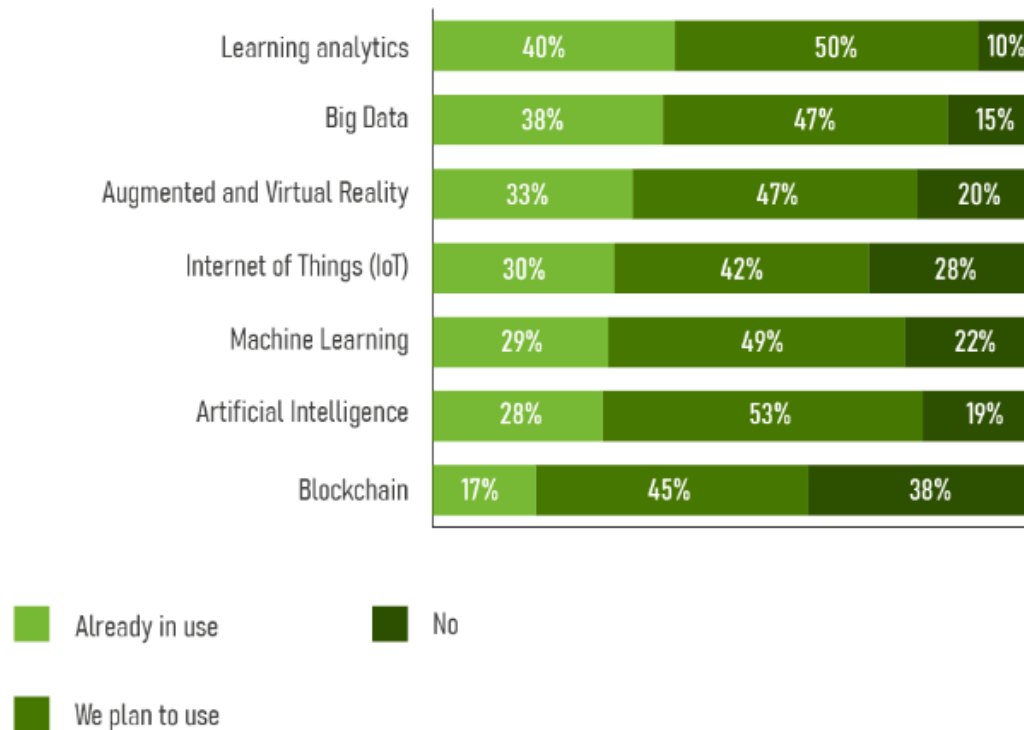 Learning analytics 40% 50% 10%
Big Data 38% 47% 15%
Augmented and Virtual Reality 33% 47% 20%
Internet of Things (IoT) 30% 42% 28%
Machine Learning 29% 49% 22%
Artificial Intelligence 28% 53% 19%
Blockchain 17% 45% 38%
Already in use No
We plan to use